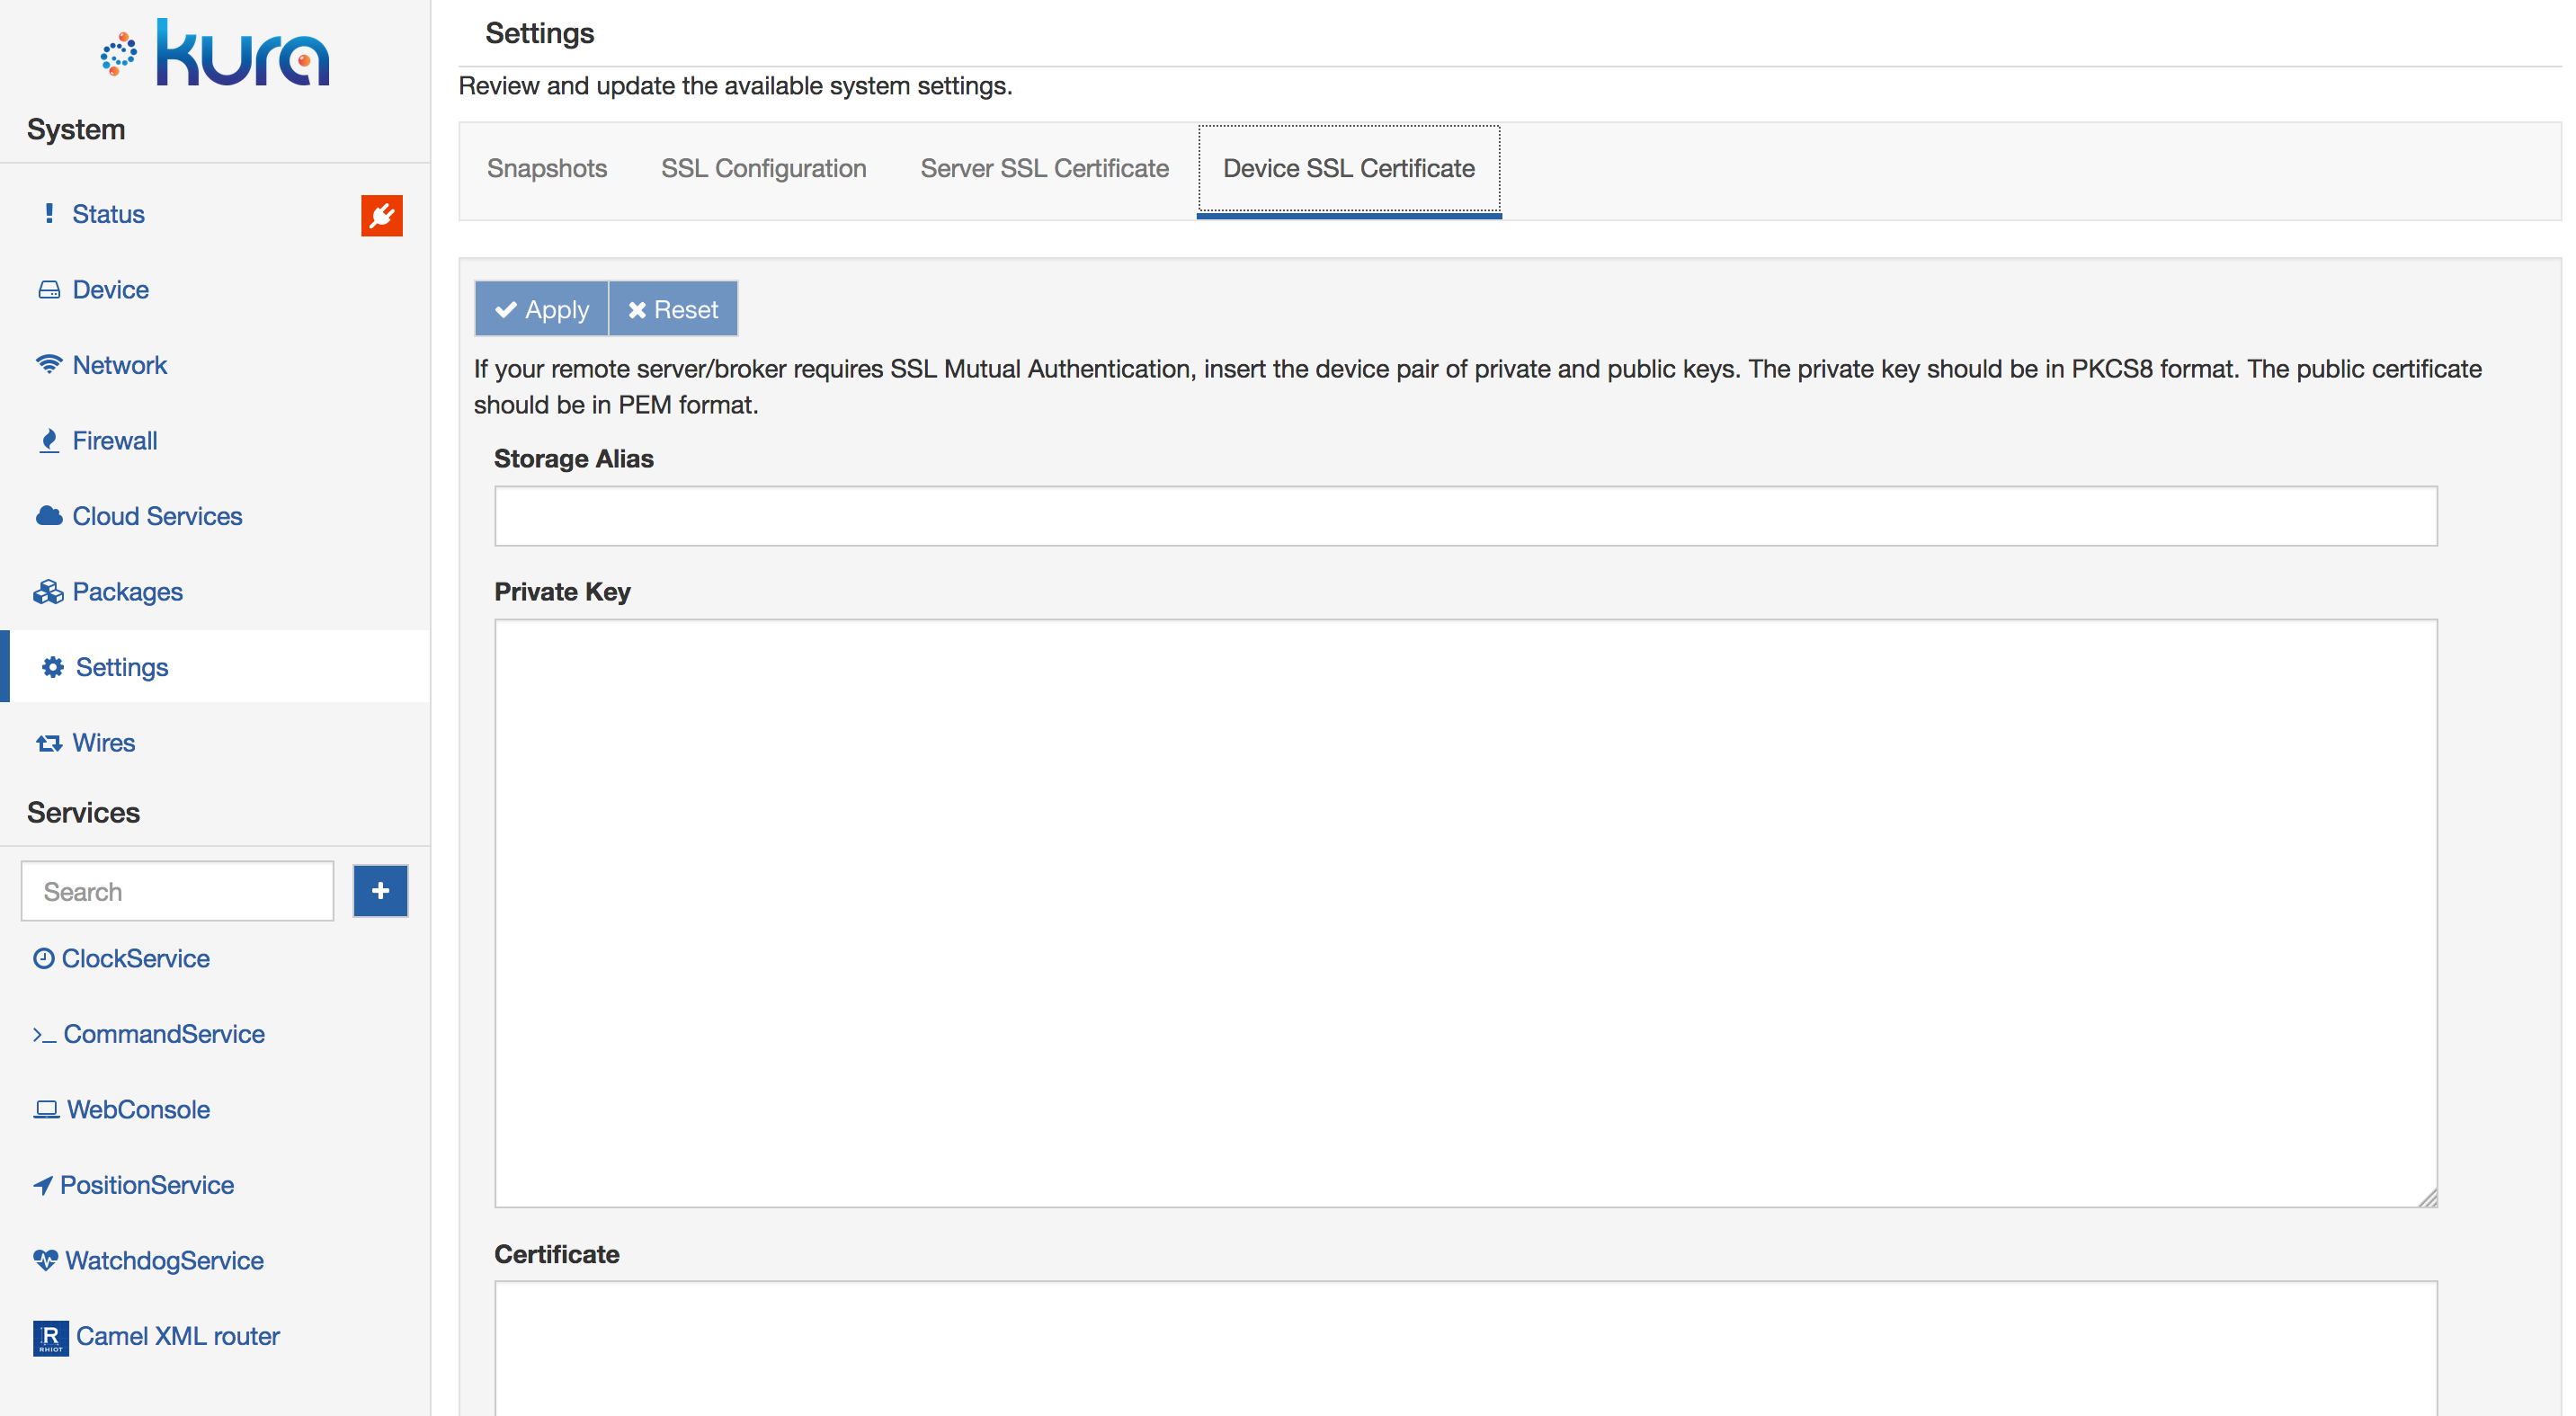 kura
System
Status
Device
Network
Firewall
Cloud Services
Packages
Settings
Wires
Services
Search
ClockService
CommandService
WebConsole
PositionService
WatchdogService
R
RHIOT
Camel XML router
Settings
Review and update the available system settings.
Snapshots SSL Configuration Server SSL Certificate Device SSL Certificate
Apply Reset
If your remote server/broker requires SSL Mutual Authentication, insert the device pair of private and public keys. The private key should be in PKCS8 format. The public certificate
should be in PEM format.
Storage Alias
Private Key
Certificate